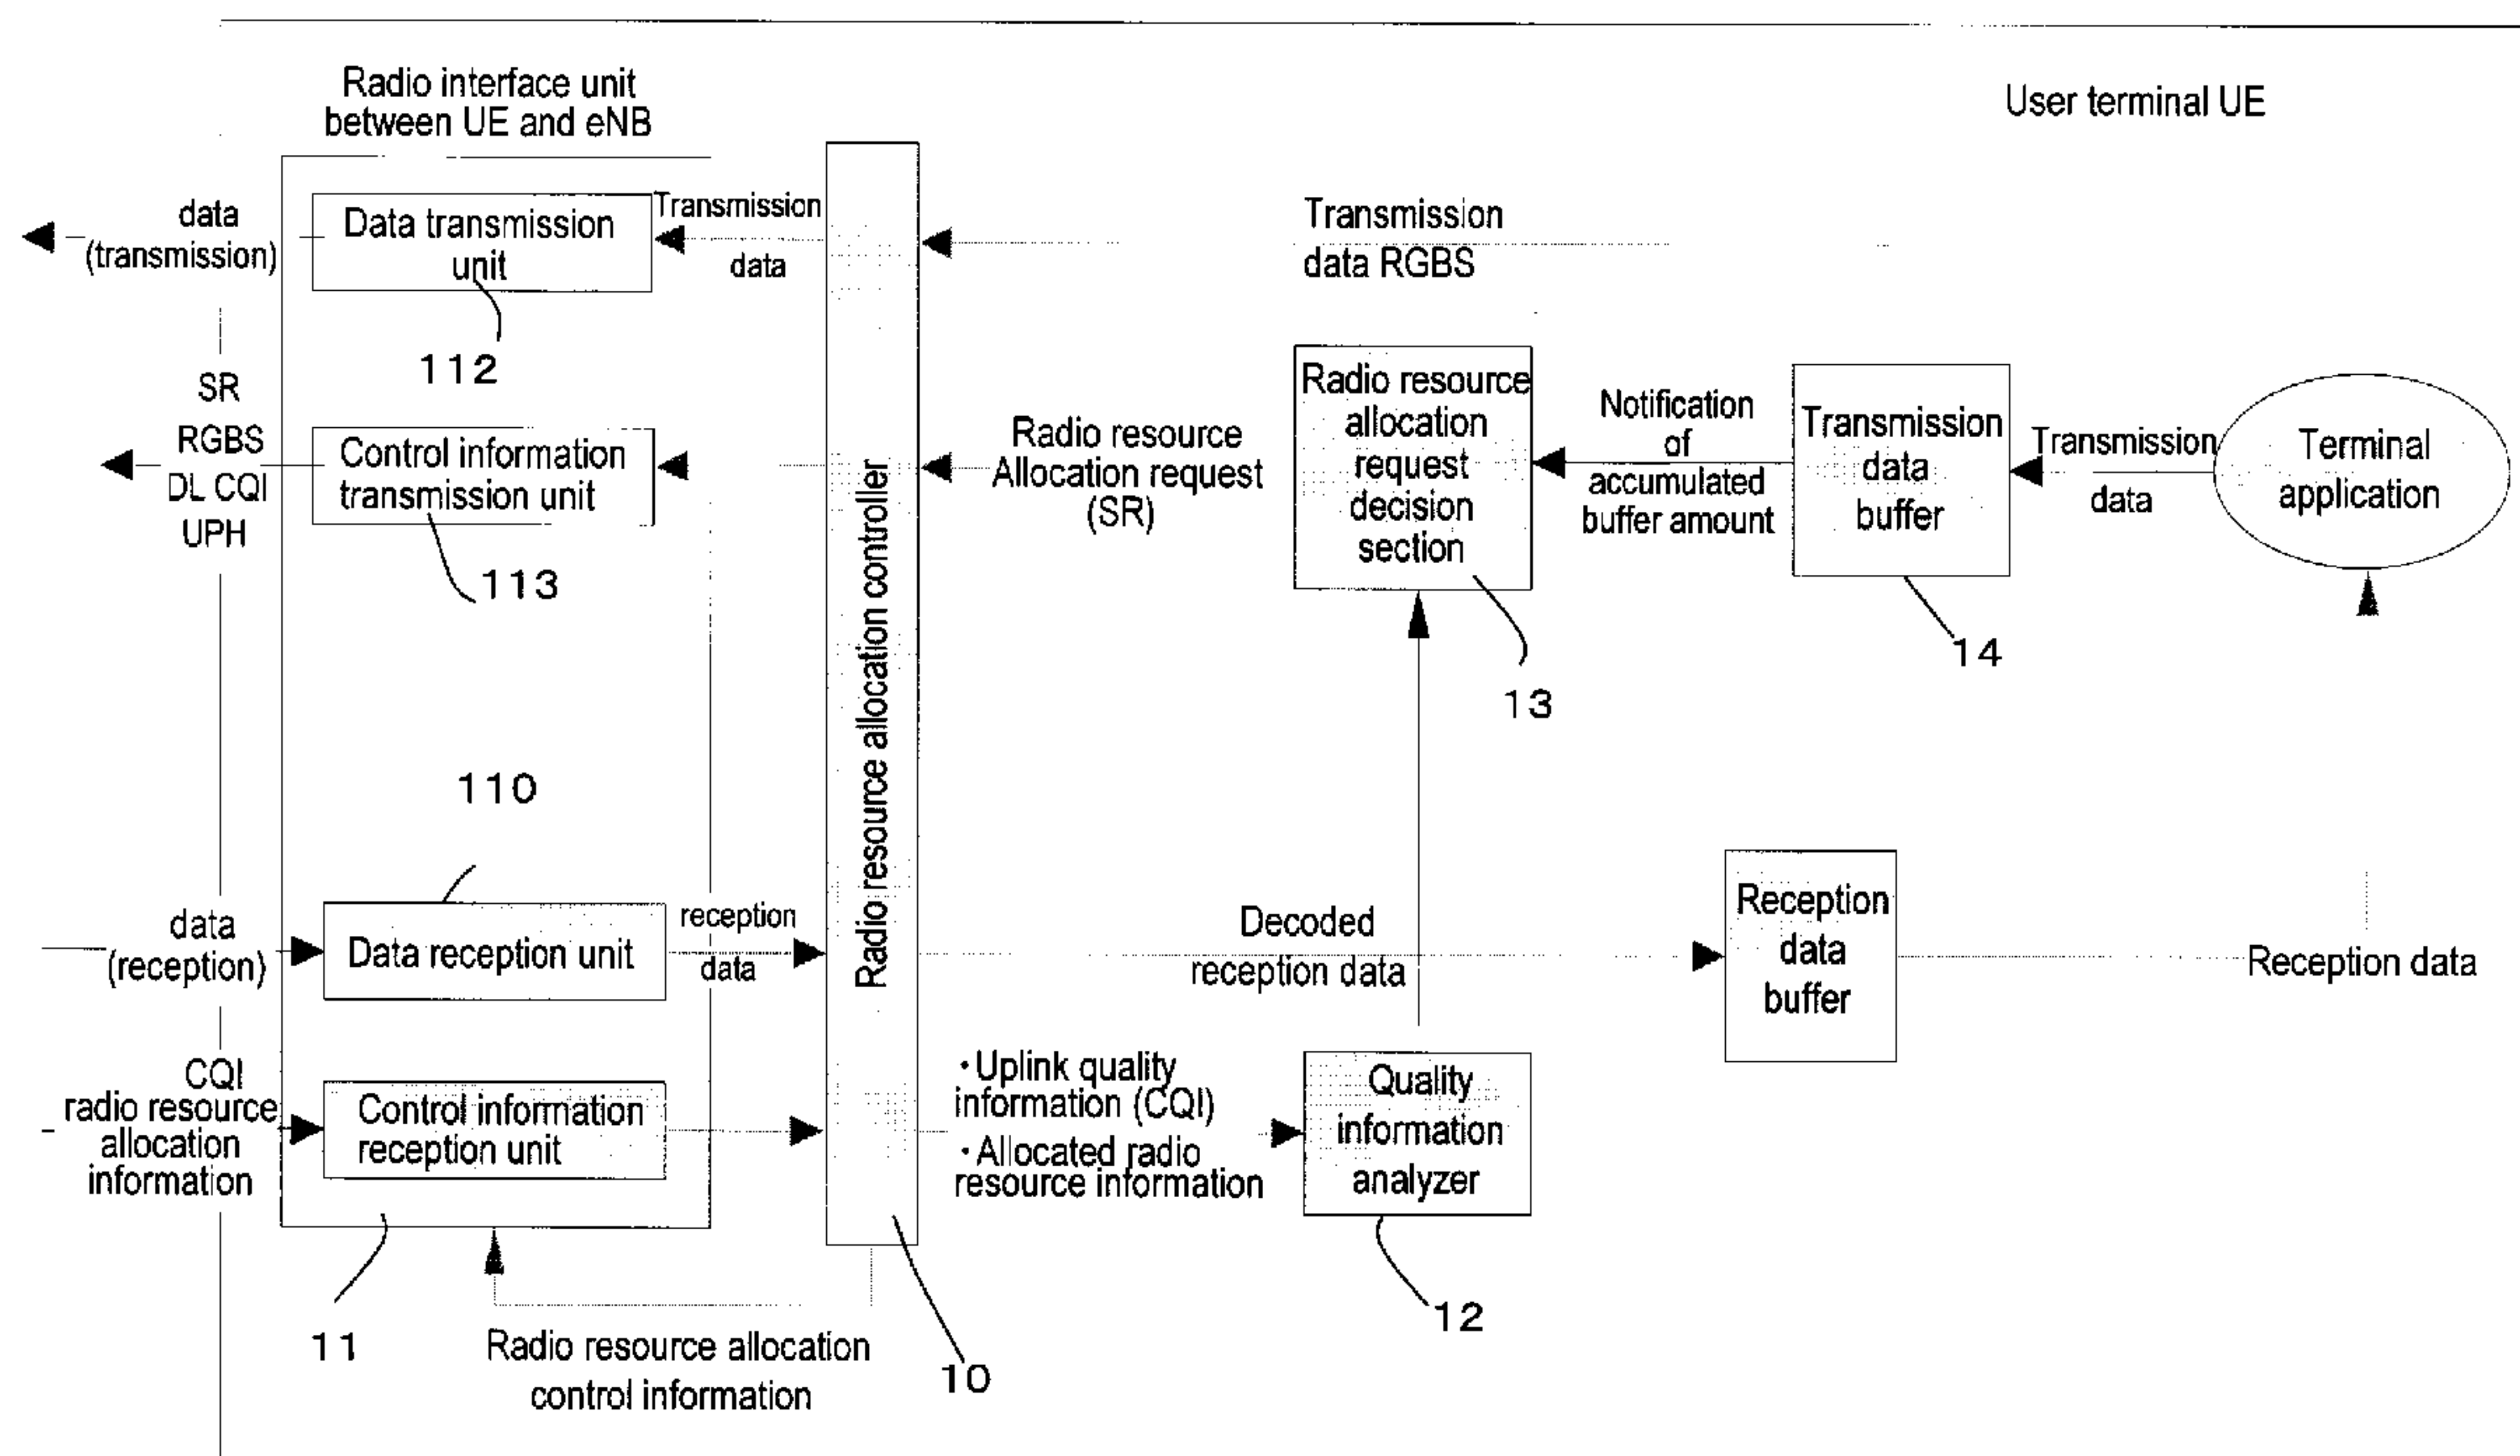 Radio interface unit
between UE and eNB
User terminal UE
data
(transmission)
Data transmission
unit
Transmission
data
Transmission
data RGBS
112
SR
RGBS
DL CQI
UPH
Control information
transmission unit
113
Radio resource allocation controller
Radio resource
Allocation request
(SR)
Radio resource
allocation
request
decision
section
13
Notification
of
accumulated
buffer amount
Transmission
data
buffer
14
Transmission
data
Terminal
application
110
data
(reception)
Data reception unit
reception
data
Decoded
reception data
Reception
data
buffer
Reception data
CQI
radio resource
allocation
information
Control information
reception unit
・Uplink quality
information (CQI)
・Allocated radio
resource information
Quality
information
analyzer
12
11
Radio resource allocation
control information
10